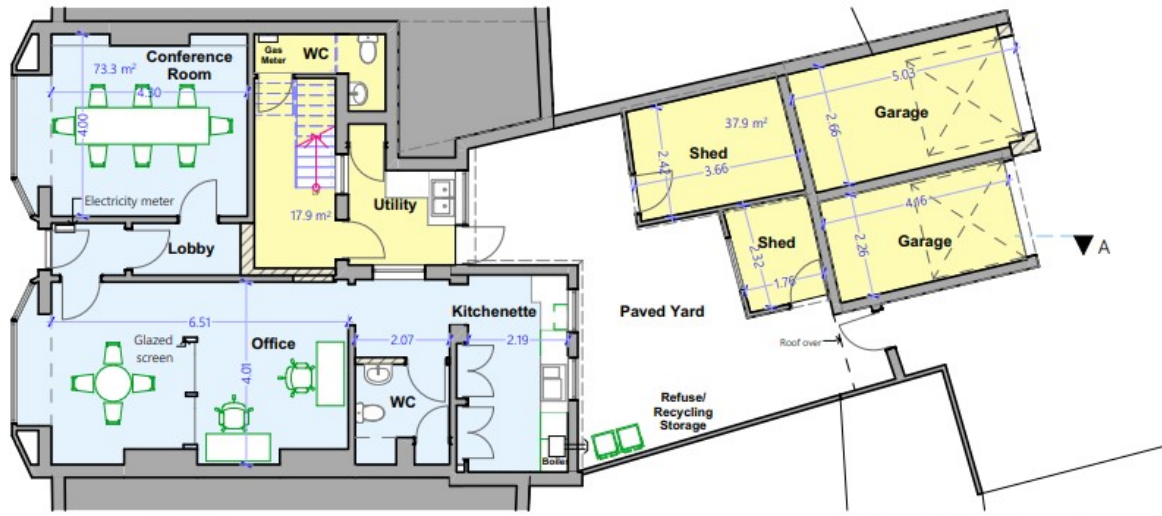 Conference
Room
73.3 m²
4.30
4.00
Electricity meter
Lobby
Gas
Meter
WC
17.9 m²
Utility
6.51
Glazed
screen
Office
4.01
2.07
WC
Kitchenette
2.19
Boiler
Paved Yard
Refuse/
Recycling
Storage
Roof over
Shed
37.9 m²
3.66
Shed
2.32
1.76
Garage
5.03
2.66
Garage
4.16
2.26
A